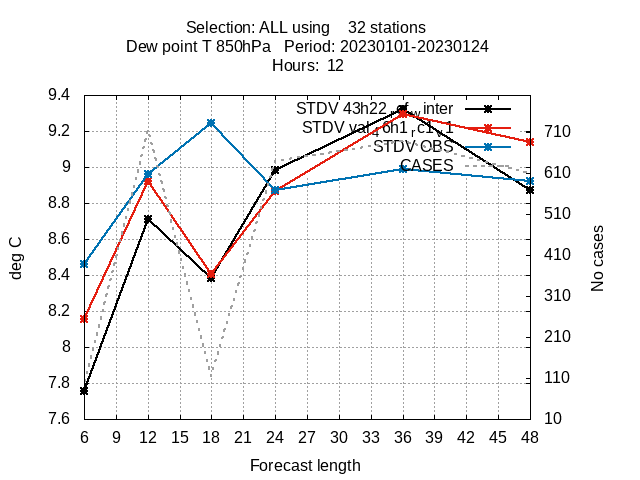 Selection: ALL using 32 stations
Dew point T 850hPa Period: 20230101-20230124
Hours: 12
STDV OBS
CASES
9.4
9.2
9
8.8
8.6
8.4
8.2
8
7.8
7.6
deg C
710
610
510
410
310
210
110
10
No cases
6 9 12 15 18 21 24 27 30 33 36 39 42 45 48
Forecast length